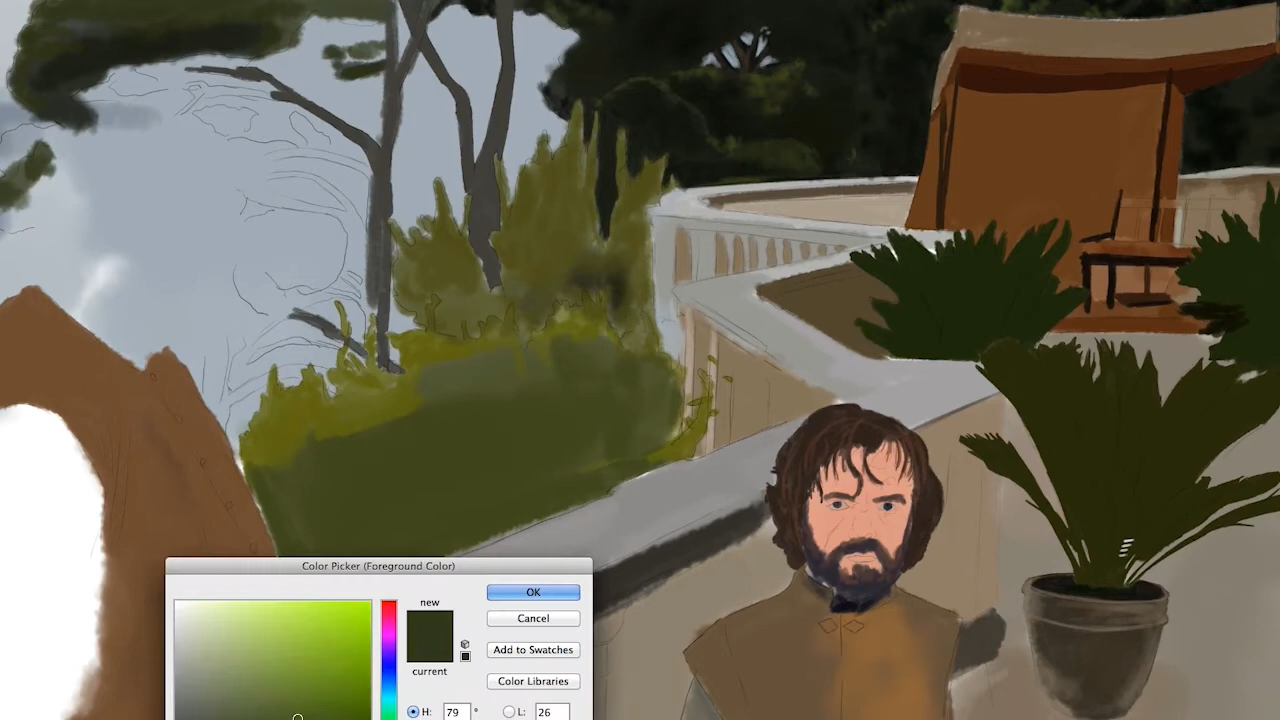 Color Picker (Foreground Color)
new
current
OK
Cancel
Add to Swatches
Color Libraries
H: 79 °
L: 26